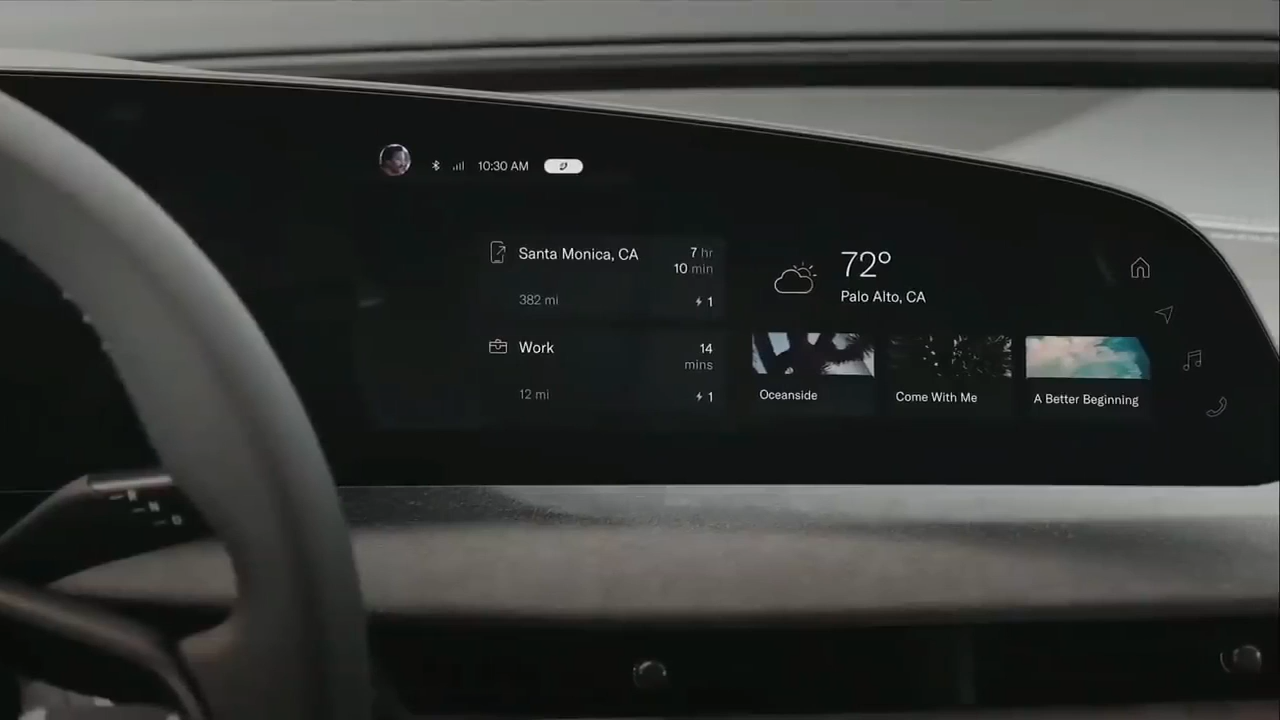 10:30 AM
Santa Monica, CA
7 hr
10 min
382 mi
1
Work
14
mins
12 mi
1
72°
Palo Alto, CA
Oceanside
Come With Me
A Better Beginning